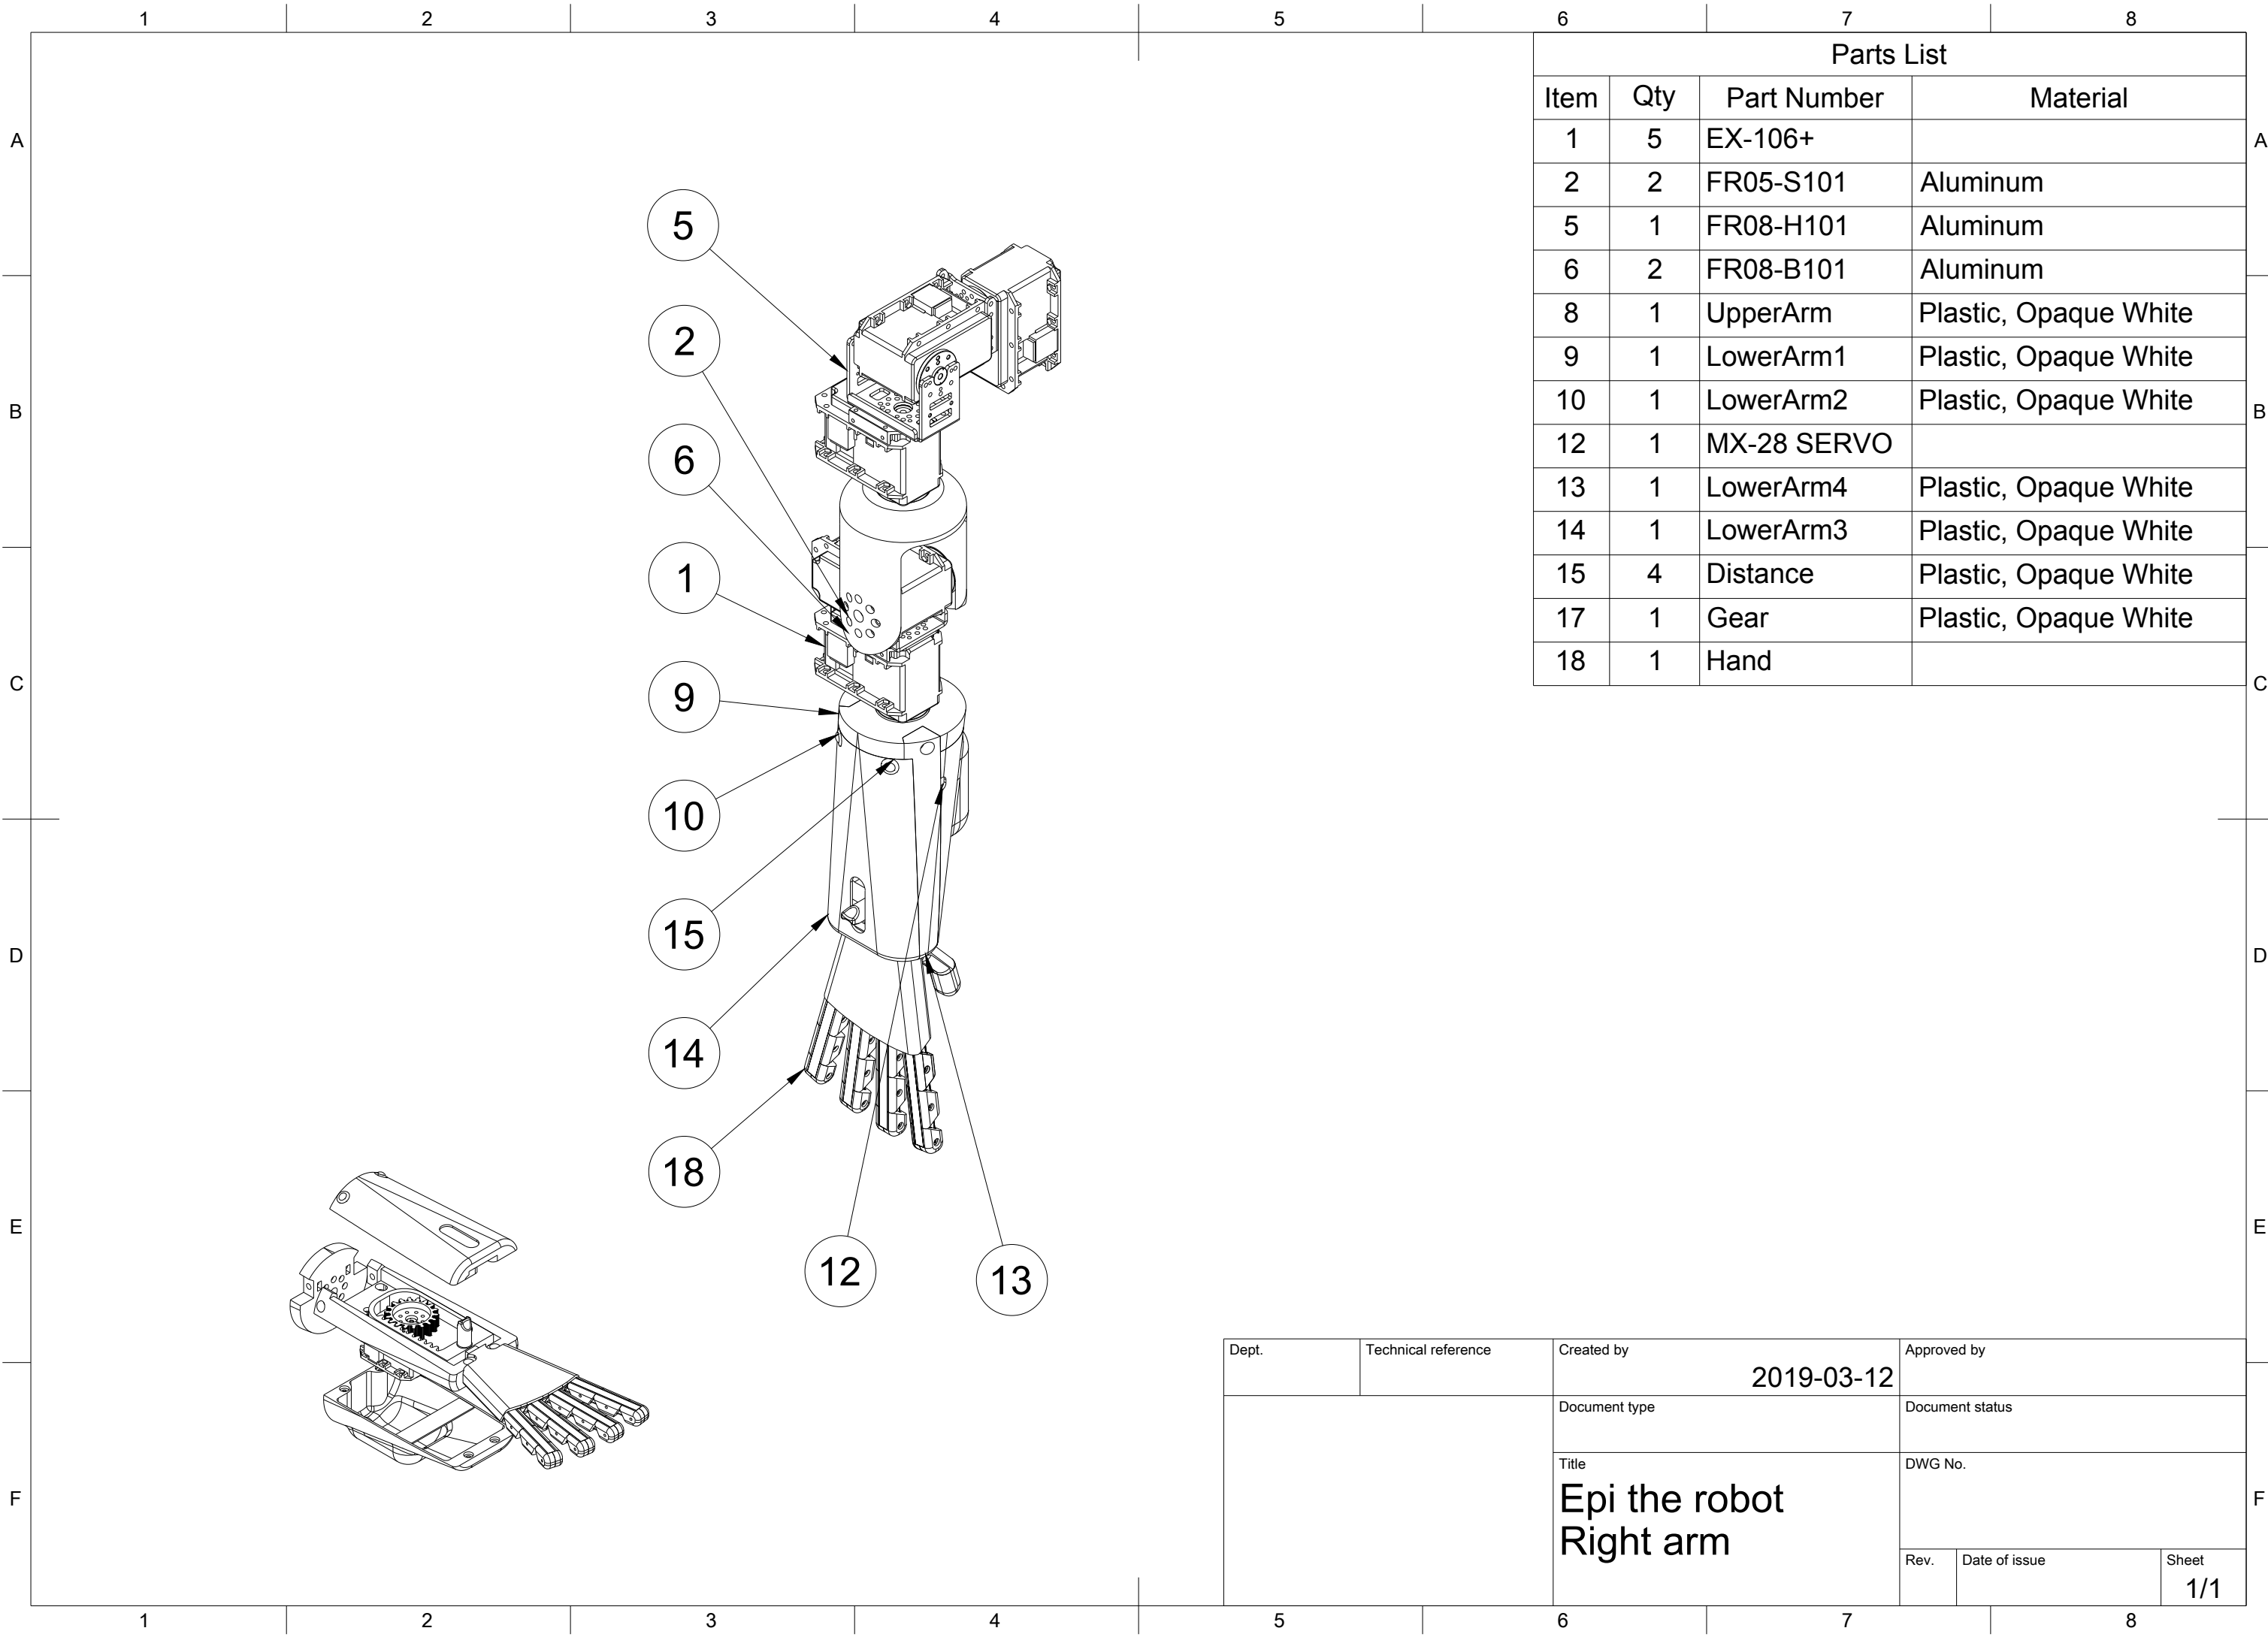 1 2 3 4 5 6 7 8
Parts List
Item Qty Part Number Material
1 5 EX-106+
2 2 FR05-S101 Aluminum
5 1 FR08-H101 Aluminum
6 2 FR08-B101 Aluminum
8 1 UpperArm Plastic, Opaque White
9 1 LowerArm1 Plastic, Opaque White
10 1 LowerArm2 Plastic, Opaque White
12 1 MX-28 SERVO
13 1 LowerArm4 Plastic, Opaque White
14 1 LowerArm3 Plastic, Opaque White
15 4 Distance Plastic, Opaque White
17 1 Gear Plastic, Opaque White
18 1 Hand
A A
B B
C C
D D
E E
F F
5
2
6
1
9
10
15
14
18
12 13
Dept. Technical reference Created by Approved by
2019-03-12
Document type Document status
Title DWG No.
Epi the robot
Right arm
Rev. Date of issue Sheet
1/1
1 2 3 4 5 6 7 8